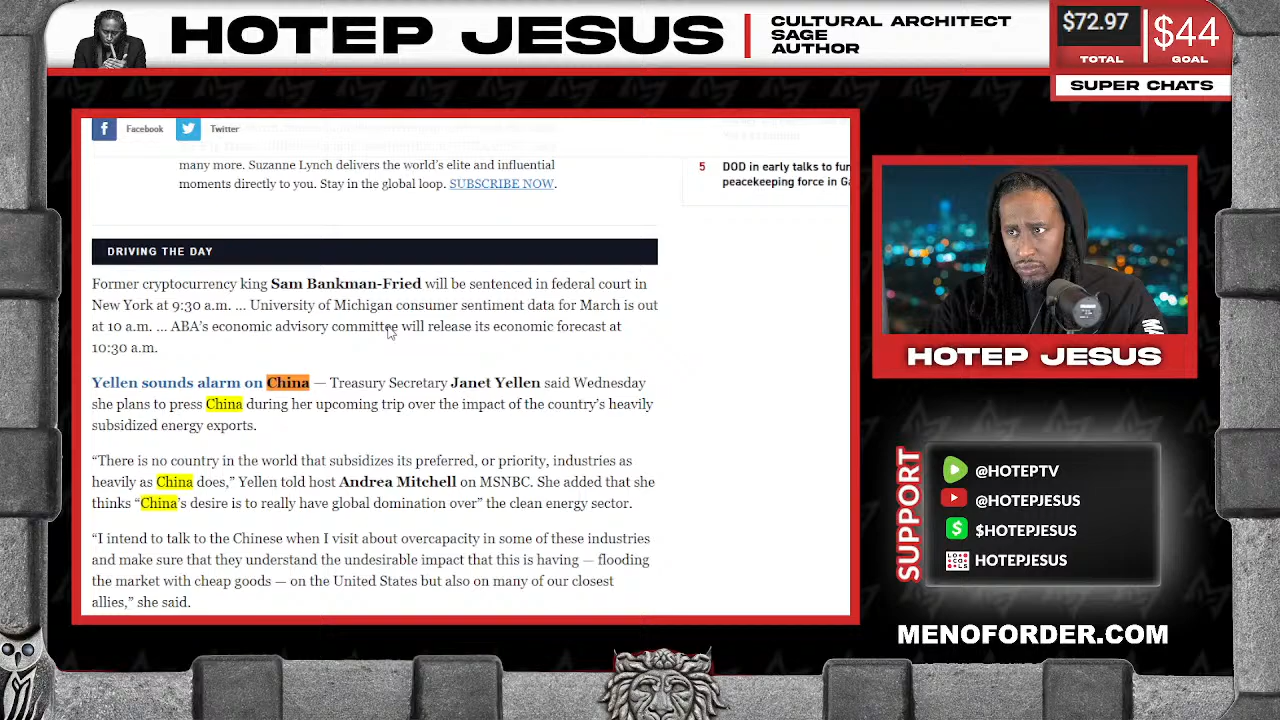 HOTEP JESUS
CULTURAL ARCHITECT
SAGE
AUTHOR
$72.97
TOTAL
$44
GOAL
SUPER CHATS
Facebook
Twitter
many more. Suzanne Lynch delivers the world's elite and influential
moments directly to you. Stay in the global loop. SUBSCRIBE NOW.
5 DOD in early talks to fun
peacekeeping force in Ga
DRIVING THE DAY
Former cryptocurrency king Sam Bankman-Fried will be sentenced in federal court in
New York at 9:30 a.m. … University of Michigan consumer sentiment data for March is out
at 10 a.m. … ABA's economic advisory committee will release its economic forecast at
10:30 a.m.
Yellen sounds alarm on China — Treasury Secretary Janet Yellen said Wednesday
she plans to press China during her upcoming trip over the impact of the country's heavily
subsidized energy exports.
“There is no country in the world that subsidizes its preferred, or priority, industries as
heavily as China does,” Yellen told host Andrea Mitchell on MSNBC. She added that she
thinks “China's desire is to really have global domination over” the clean energy sector.
“I intend to talk to the Chinese when I visit about overcapacity in some of these industries
and make sure that they understand the undesirable impact that this is having — flooding
the market with cheap goods — on the United States but also on many of our closest
allies,” she said.
HOTEP JESUS
SUPPORT
@HOTEPTV
@HOTEPJESUS
$HOTEPJESUS
HOTEPJESUS
MENOFORDER.COM